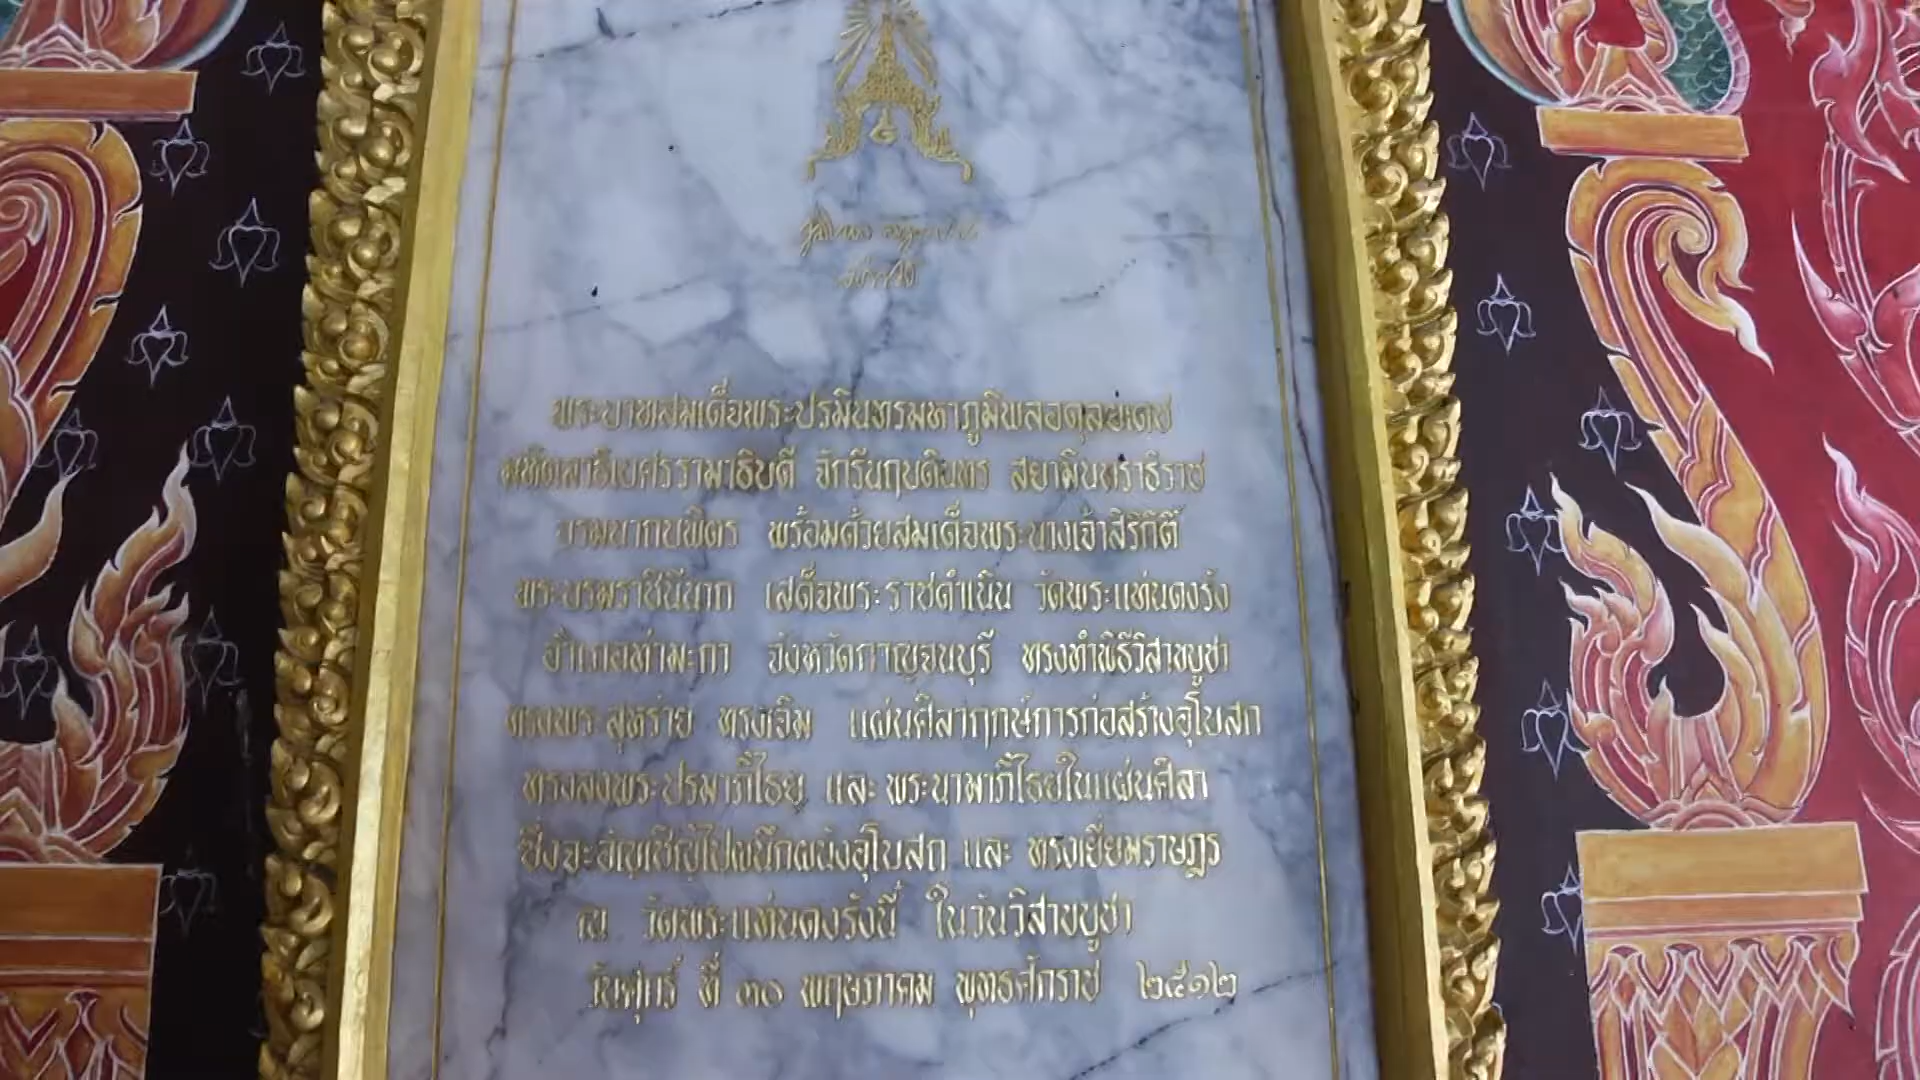 พระบาทสมเด็จพระปรมินทรมหาภูมิพลอดุลยเดช
มหิตลาธิเบศรรามาธิบดี จักรีนฤบดินทร สยามินทราธิราช
บรมนาถบพิตร พร้อมด้วยสมเด็จพระนางเจ้าสิริกิติ์
พระบรมราชินีนาถ เสด็จพระราชดำเนิน วัดพระแท่นดงรัง
อำเภอท่ามะกา จังหวัดกาญจนบุรี ทรงทำพิธีวิสาขบูชา
ทรงพระสุหร่าย ทรงเจิม แผ่นศิลาฤกษ์การก่อสร้างอุโบสถ
ทรงลงพระปรมาภิไธย และ พระนามาภิไธยในแผ่นศิลา
ซึ่งจะอัญเชิญไปผนึกผนังอุโบสถ และ ทรงเยี่ยมราษฎร
ณ วัดพระแท่นดงรังนี้ ในวันวิสาขบูชา
วันศุกร์ ที่ ๓๐ พฤษภาคม พุทธศักราช ๒๕๑๒